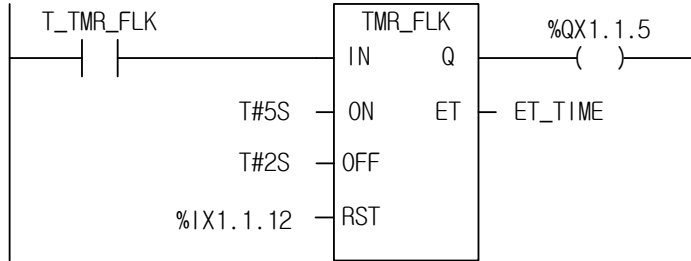 T_TMR_FLK
TMR_FLK
%QX1.1.5
IN Q
( )
T#5S ON ET ET_TIME
T#2S OFF
%IX1.1.12 RST